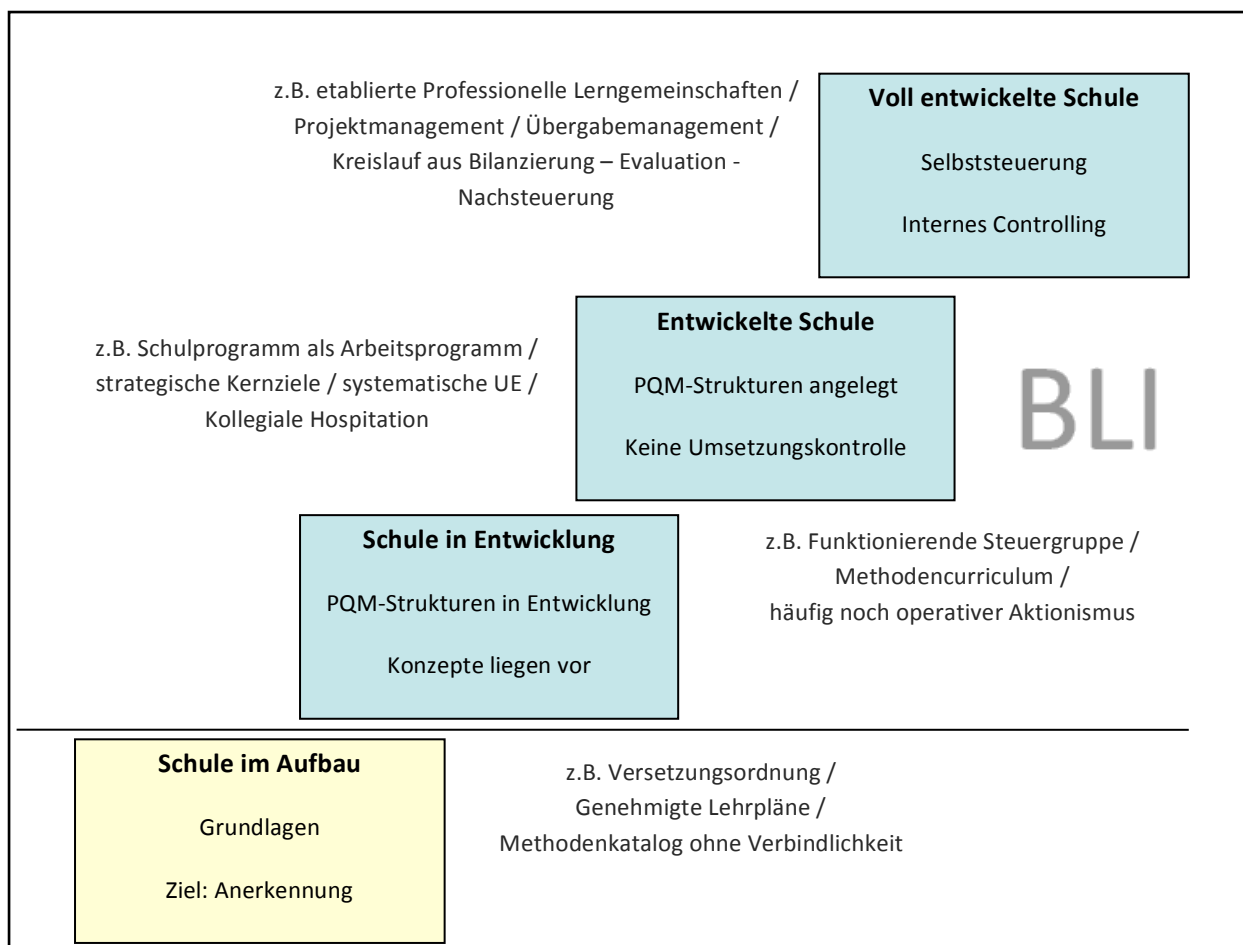 z.B. etablierte Professionelle Lerngemeinschaften /
Projektmanagement / Übergabemanagement /
Kreislauf aus Bilanzierung – Evaluation -
Nachsteuerung
Voll entwickelte Schule
Selbststeuerung
Internes Controlling
z.B. Schulprogramm als Arbeitsprogramm /
strategische Kernziele / systematische UE /
Kollegiale Hospitation
Entwickelte Schule
PQM-Strukturen angelegt
Keine Umsetzungskontrolle
BLI
Schule in Entwicklung
PQM-Strukturen in Entwicklung
Konzepte liegen vor
z.B. Funktionierende Steuergruppe /
Methodencurriculum /
häufig noch operativer Aktionismus
Schule im Aufbau
Grundlagen
Ziel: Anerkennung
z.B. Versetzungsordnung /
Genehmigte Lehrpläne /
Methodenkatalog ohne Verbindlichkeit